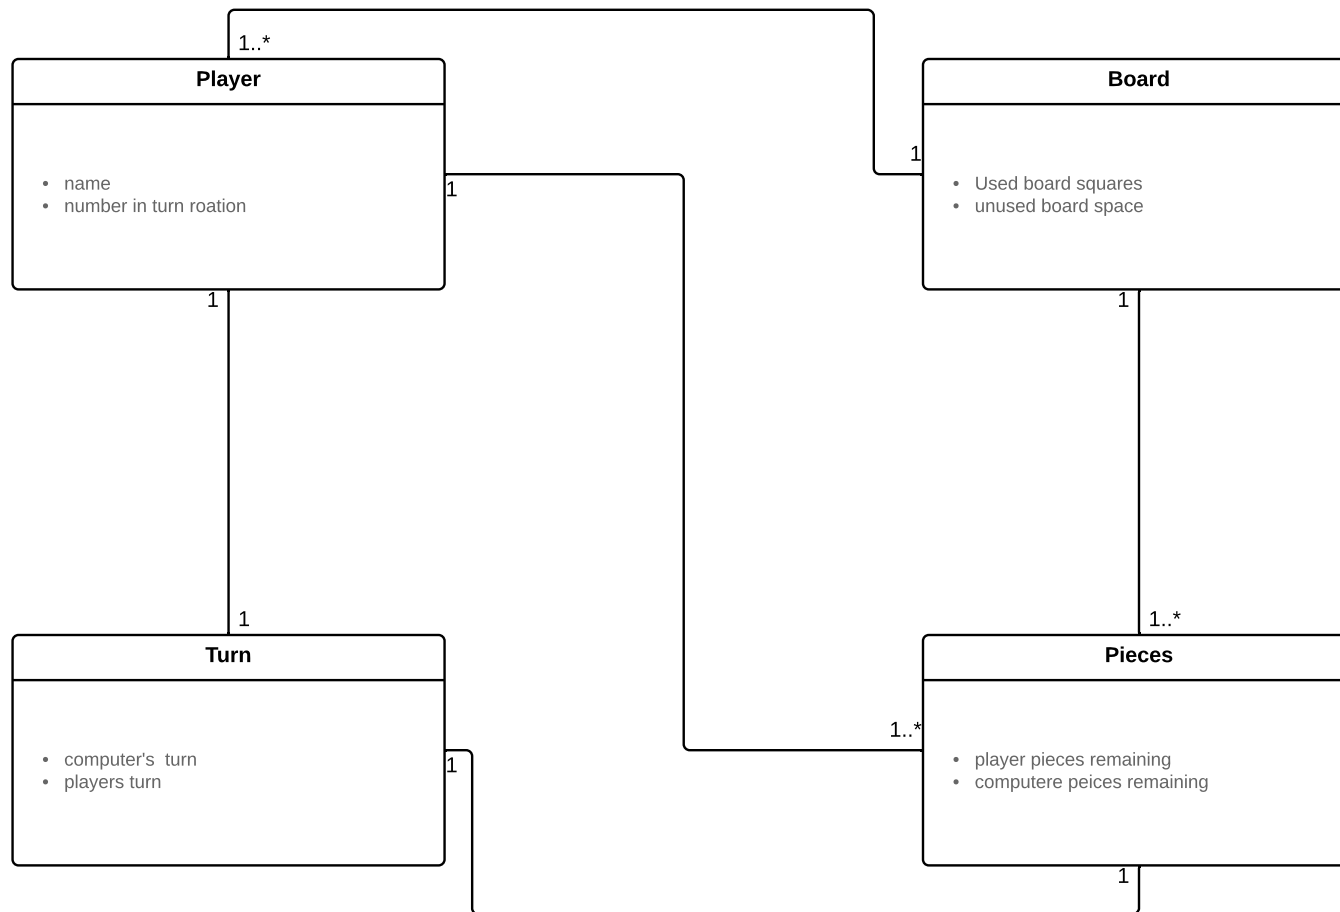 1..*
Player
Board
1
name
number in turn roation
1
Used board squares
unused board space
1
1
1
1..*
Turn
Pieces
1..*
computer's  turn
players turn
1
player pieces remaining
computere peices remaining
1